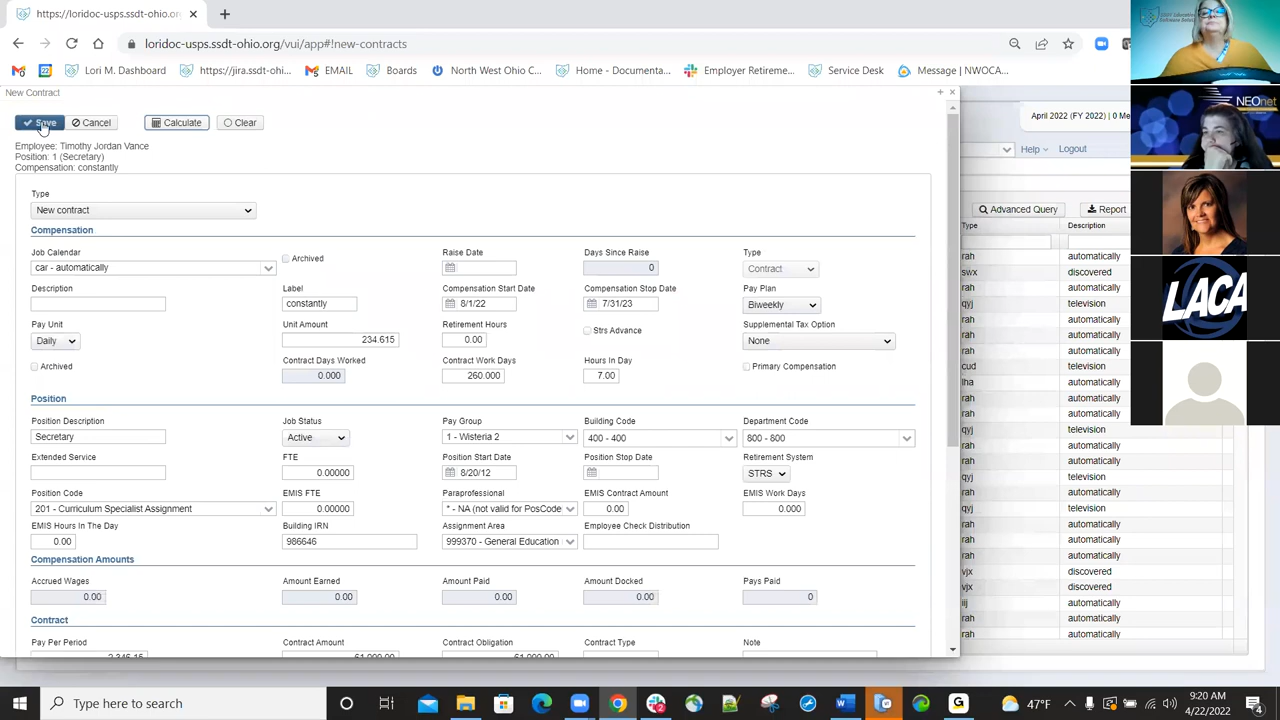 https://loridoc-usps.ssdt-ohio.org/
loridoc-usps.ssdt-ohio.org/vui/app#!new-contracts
Lori M. Dashboard
https://jira.ssdt-ohi...
EMAIL
Boards
North West Ohio C...
Home - Documenta...
Employer Retireme...
Service Desk
Message | NWOCA...
New Contract
April 2022 (FY 2022) | 0 Me
Save
Cancel
Calculate
Clear
Help
Logout
Employee: Timothy Jordan Vance
Position: 1 (Secretary)
Compensation: constantly
Type
New contract
Advanced Query
Report
Compensation
Type
Description
Job Calendar
Archived
Raise Date
Days Since Raise
Type
car - automatically
0
Contract
Description
Label
Compensation Start Date
Compensation Stop Date
Pay Plan
constantly
8/1/22
7/31/23
Biweekly
Pay Unit
Unit Amount
Retirement Hours
Strs Advance
Supplemental Tax Option
Daily
234.615
0.00
None
Archived
Contract Days Worked
Contract Work Days
Hours In Day
Primary Compensation
0.000
260.000
7.00
Position
Position Description
Job Status
Pay Group
Building Code
Department Code
Secretary
Active
1 - Wisteria 2
400 - 400
800 - 800
Extended Service
FTE
Position Start Date
Position Stop Date
Retirement System
0.00000
8/20/12
STRS
Position Code
EMIS FTE
Paraprofessional
EMIS Contract Amount
EMIS Work Days
201 - Curriculum Specialist Assignment
0.00000
* - NA (not valid for PosCode
0.00
0.000
EMIS Hours In The Day
Building IRN
Assignment Area
Employee Check Distribution
0.00
986646
999370 - General Education
Compensation Amounts
Accrued Wages
Amount Earned
Amount Paid
Amount Docked
Pays Paid
0.00
0.00
0.00
0.00
0
Contract
Pay Per Period
Contract Amount
Contract Obligation
Contract Type
Note
2,346.15
61,000.00
61,000.00
rah automatically
swx discovered
rah automatically
qyj television
rah automatically
rah automatically
rah automatically
cud television
lha automatically
rah automatically
rah automatically
qyj television
rah automatically
rah automatically
qyj television
rah automatically
qyj television
rah automatically
rah automatically
rah automatically
vjx discovered
vjx discovered
iij automatically
rah automatically
rah automatically
NEOnet
LACA
Type here to search
47°F
9:20 AM
4/22/2022
4